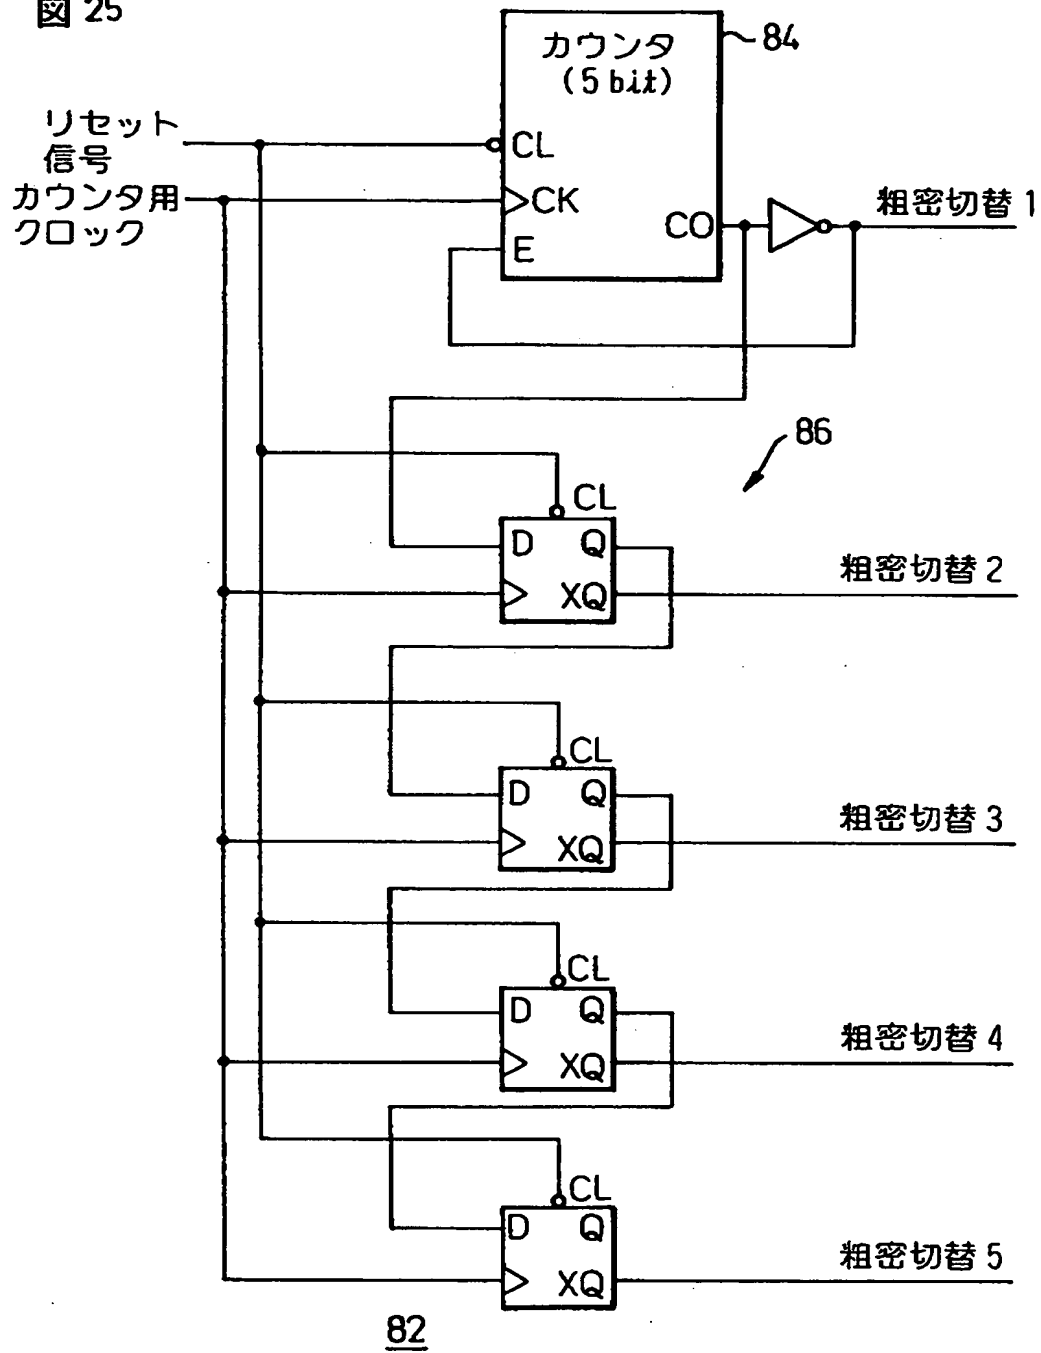 図 25
カウンタ
(5 bit)
84
リセット
信号
CL
カウンタ用
クロック
CK
E
CO
粗密切替 1
86
CL
D Q
XQ
粗密切替 2
CL
D Q
XQ
粗密切替 3
CL
D Q
XQ
粗密切替 4
CL
D Q
XQ
粗密切替 5
82